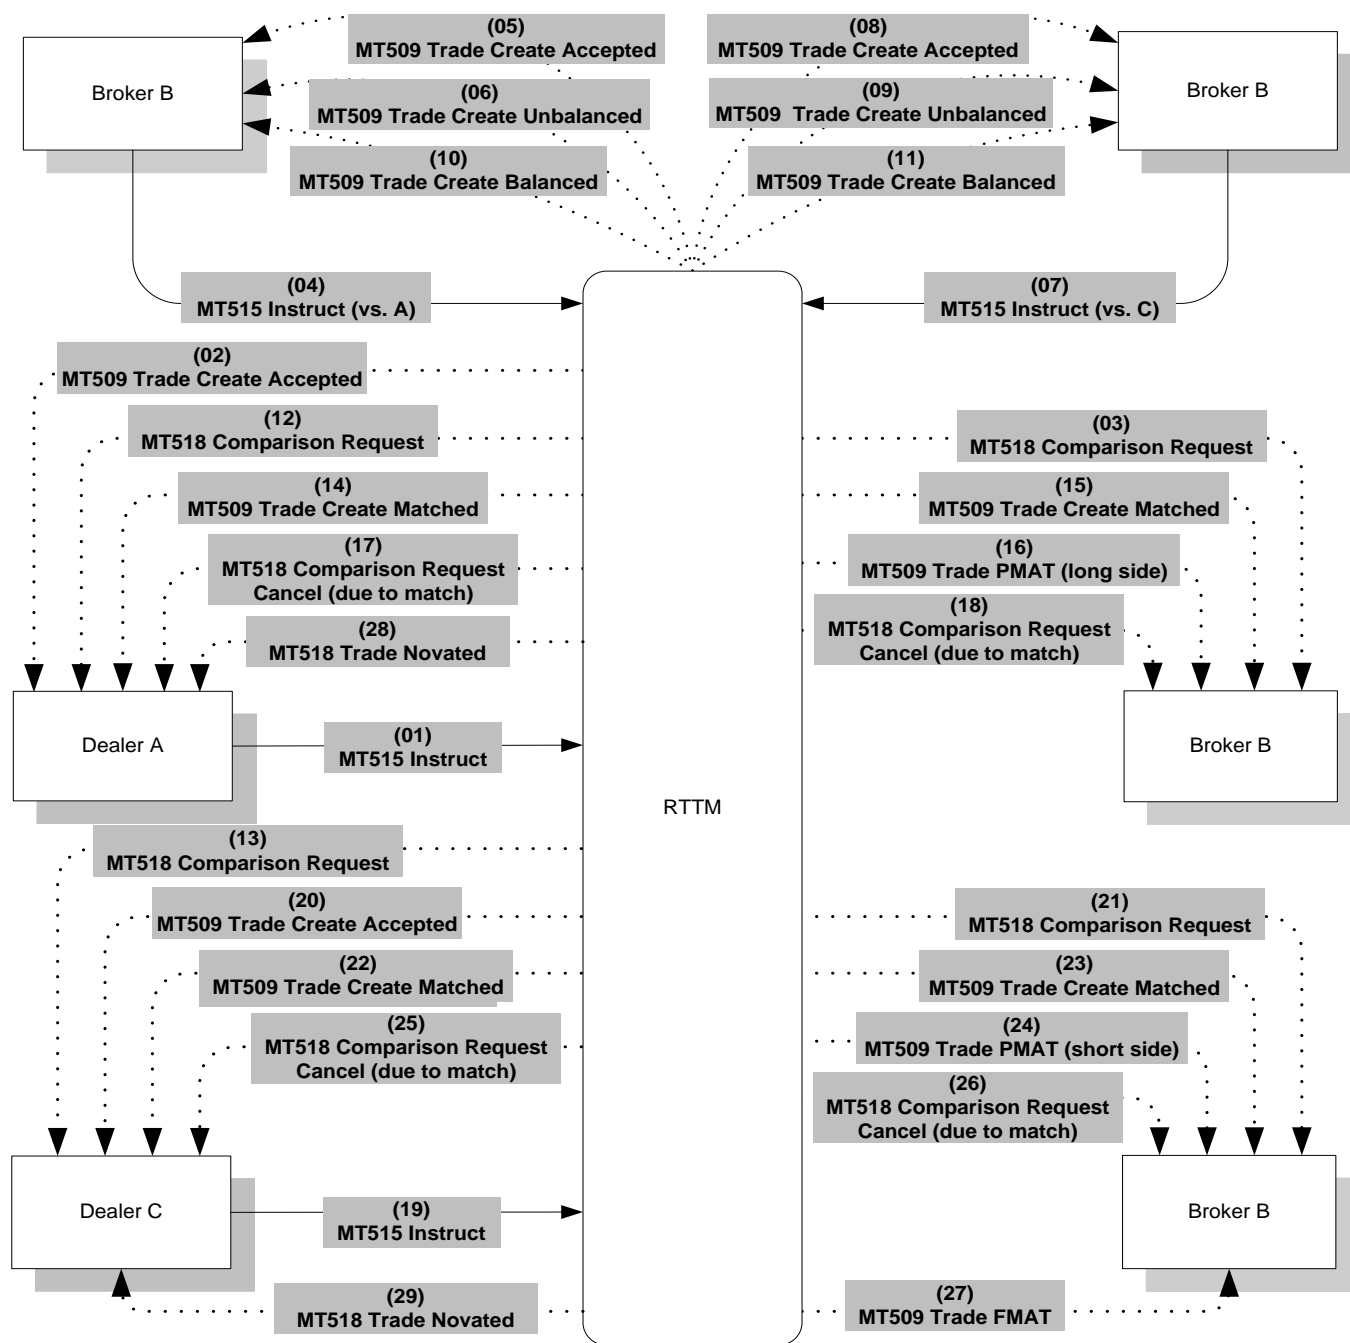 (05)
MT509 Trade Create Accepted
(08)
MT509 Trade Create Accepted
Broker B
Broker B
(06)
MT509 Trade Create Unbalanced
(09)
MT509 Trade Create Unbalanced
(10)
MT509 Trade Create Balanced
(11)
MT509 Trade Create Balanced
(04)
MT515 Instruct (vs. A)
(07)
MT515 Instruct (vs. C)
(02)
MT509 Trade Create Accepted
(12)
MT518 Comparison Request
(03)
MT518 Comparison Request
(14)
MT509 Trade Create Matched
(15)
MT509 Trade Create Matched
(17)
MT518 Comparison Request
Cancel (due to match)
(16)
MT509 Trade PMAT (long side)
(28)
MT518 Trade Novated
(18)
MT518 Comparison Request
Cancel (due to match)
Dealer A
(01)
MT515 Instruct
Broker B
RTTM
(13)
MT518 Comparison Request
(20)
MT509 Trade Create Accepted
(21)
MT518 Comparison Request
(22)
MT509 Trade Create Matched
(23)
MT509 Trade Create Matched
(25)
MT518 Comparison Request
Cancel (due to match)
(24)
MT509 Trade PMAT (short side)
(26)
MT518 Comparison Request
Cancel (due to match)
Dealer C
(19)
MT515 Instruct
Broker B
(29)
MT518 Trade Novated
(27)
MT509 Trade FMAT